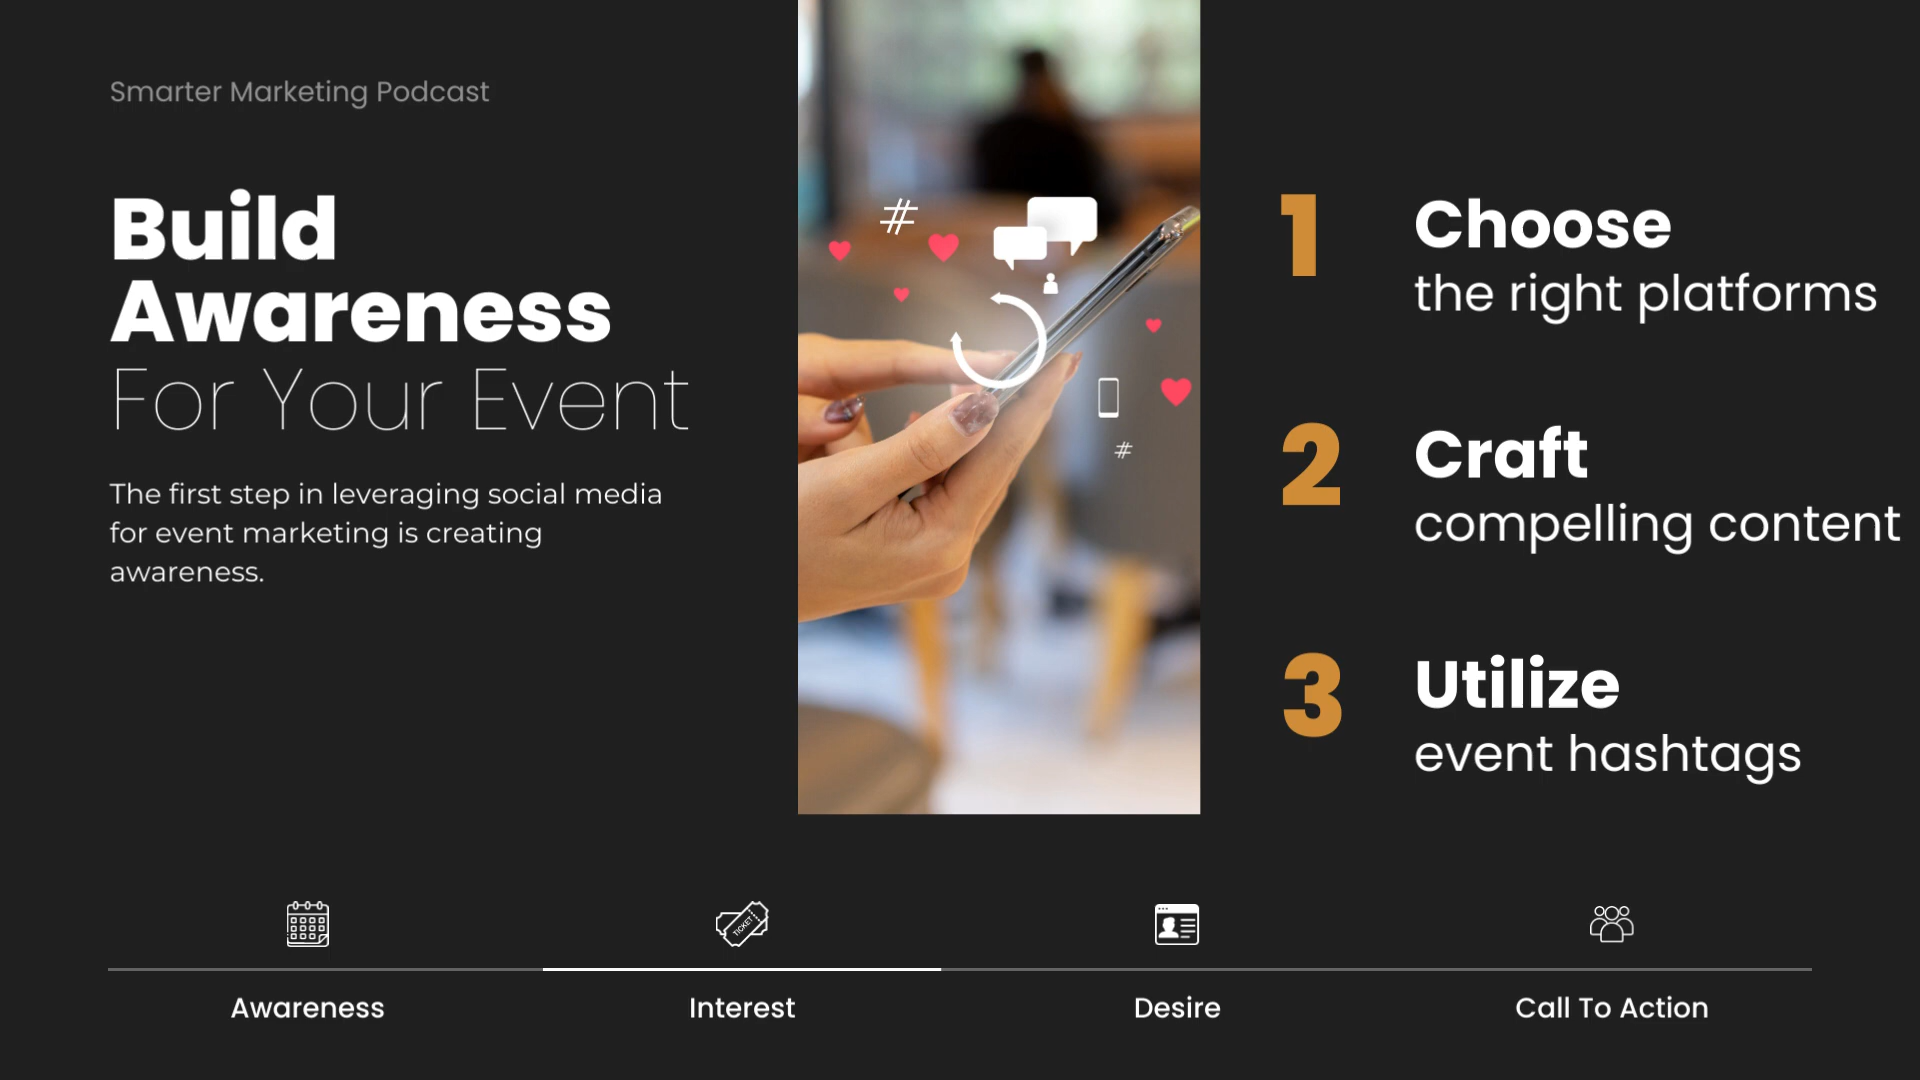 Smarter Marketing Podcast
Build
Awareness
For Your Event
The first step in leveraging social media
for event marketing is creating
awareness.
#
#
1
Choose
the right platforms
2
Craft
compelling content
3
Utilize
event hashtags
TICKET
Awareness
Interest
Desire
Call To Action